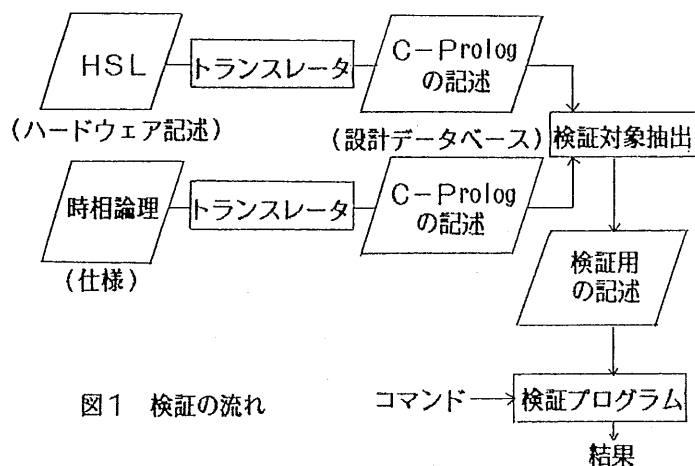 HSL
トランスレータ
C-Prolog
の記述
(ハードウェア記述)
(設計データベース)
検証対象抽出
時相論理
トランスレータ
C-Prolog
の記述
(仕様)
検証用
の記述
図1 検証の流れ
コマンド
検証プログラム
結果